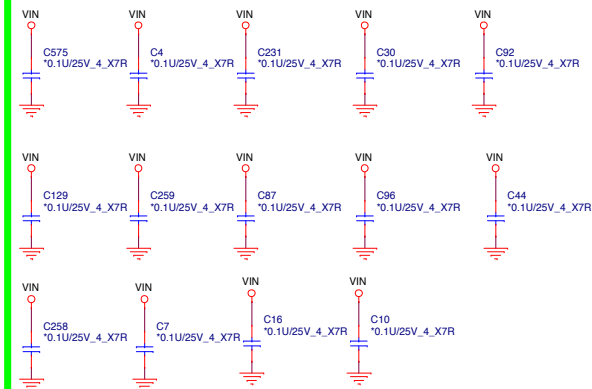 VIN VIN VIN VIN VIN
C575 C4 C231 C30 C92
*0.1U/25V_4_X7R *0.1U/25V_4_X7R *0.1U/25V_4_X7R *0.1U/25V_4_X7R *0.1U/25V_4_X7R
VIN VIN VIN VIN VIN
C129 C259 C87 C96 C44
*0.1U/25V_4_X7R *0.1U/25V_4_X7R *0.1U/25V_4_X7R *0.1U/25V_4_X7R *0.1U/25V_4_X7R
VIN VIN VIN VIN
C258 C7 C16 C10
*0.1U/25V_4_X7R *0.1U/25V_4_X7R *0.1U/25V_4_X7R *0.1U/25V_4_X7R